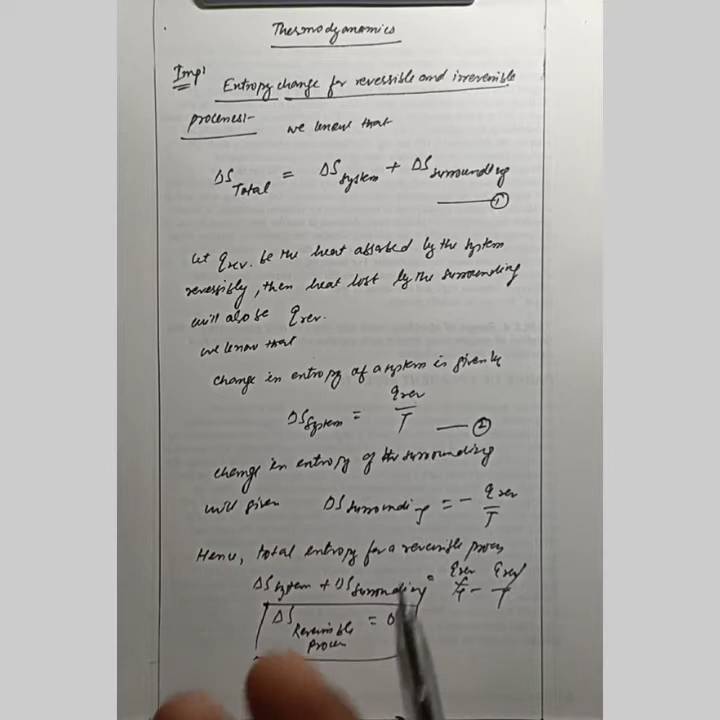 Thermodyanamics
Imp:
Entropy change for reversible and irreversible
process:-
we know that
ΔS Total = ΔS system + ΔS surrounding
①
Let qrev. be the heat absorbed by the system
reversibly, then heat lost by the surrounding
will also be qrev.
we know that
change in entropy of a system is given by
ΔS system = qrev / T ②
change in entropy of the surrounding
will given ΔS surrounding = - qrev / T
Hence, total entropy for a reversible process
ΔS system + ΔS surrounding = qrev / T - qrev / T
ΔS Reversible process = 0